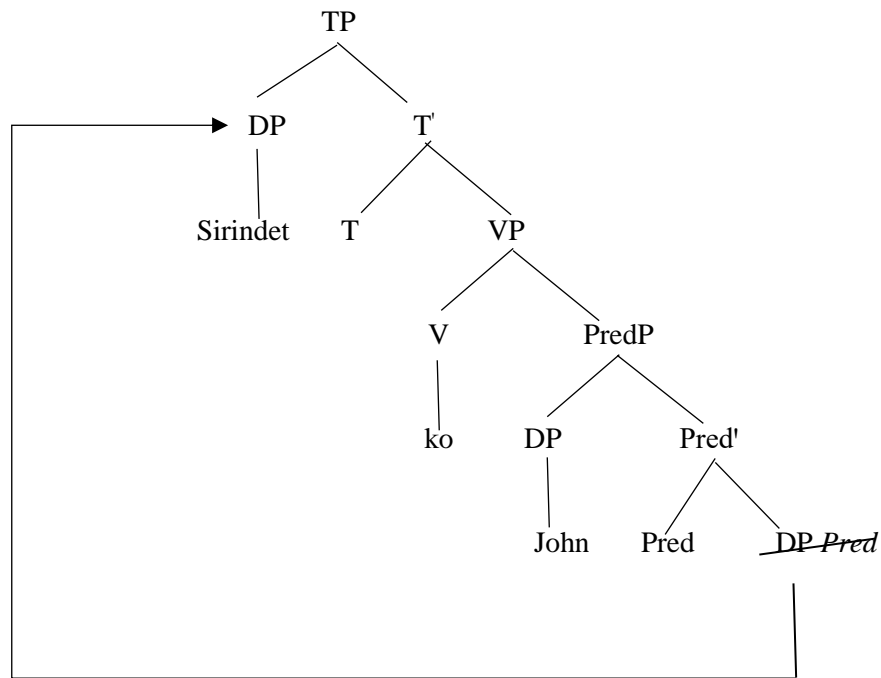 TP
DP T'
Sirindet T VP
V PredP
ko DP Pred'
John Pred DP Pred